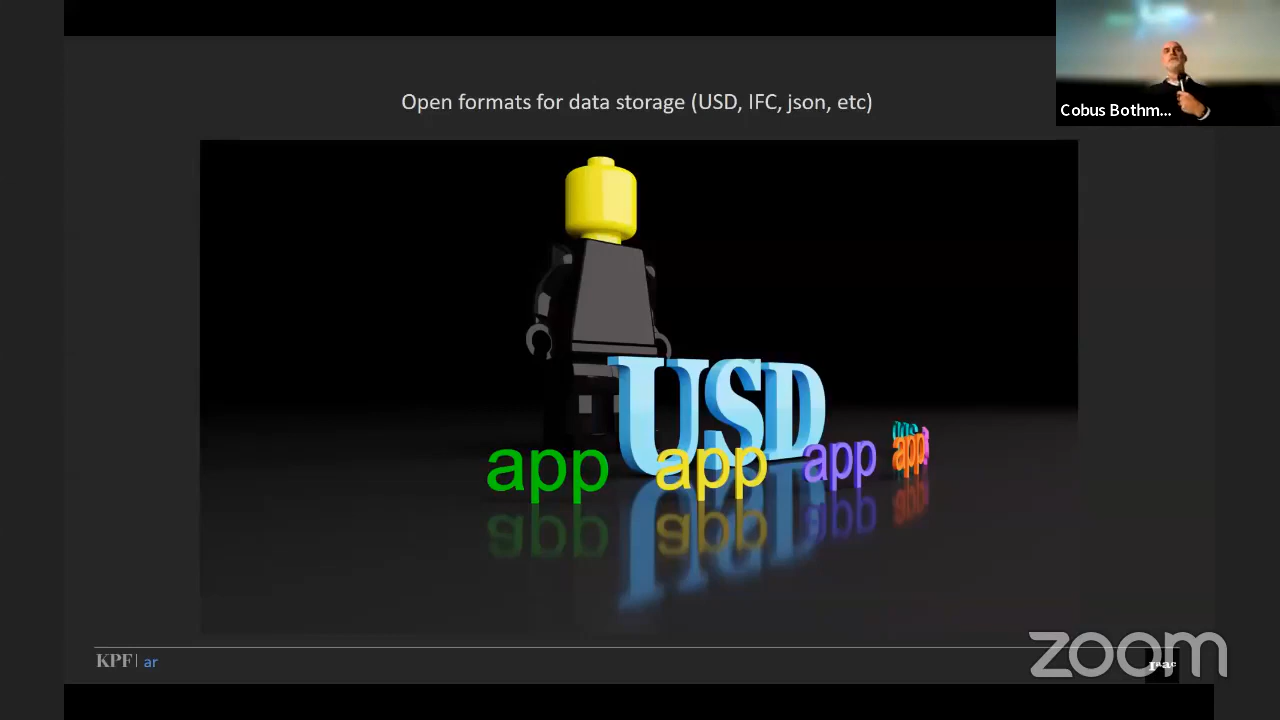 Open formats for data storage (USD, IFC, json, etc)
Cobus Bothm...
USD
app app app app
KPF | ar
zoom
Iaac